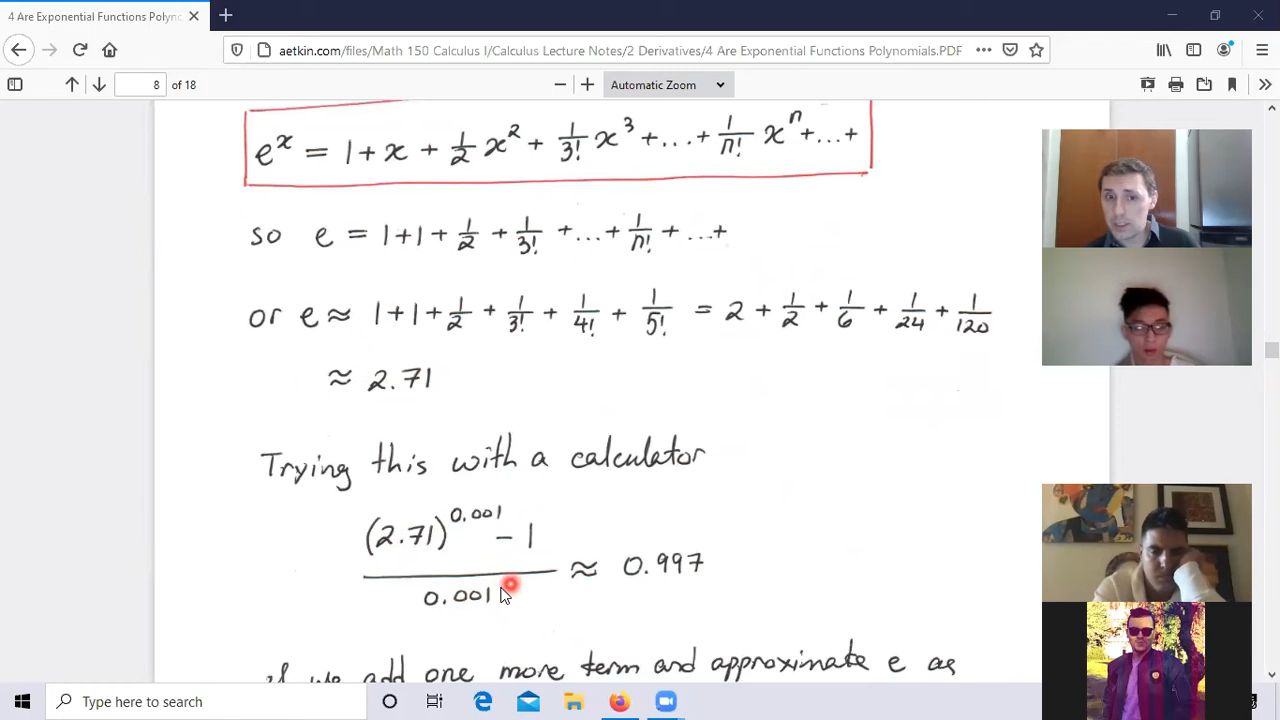 4 Are Exponential Functions Polync
8 of 18
aetkin.com/files/Math 150 Calculus I/Calculus Lecture Notes/2 Derivatives/4 Are Exponential Functions Polynomials.PDF
Automatic Zoom
e^x = 1 + x + 1/2 x^2 + 1/3! x^3 + ... + 1/n! x^n + ... +
so e = 1+1+ 1/2 + 1/3! + ... + 1/n! + ... +
or e ≈ 1+1+ 1/2 + 1/3! + 1/4! + 1/5! = 2 + 1/2 + 1/6 + 1/24 + 1/120
≈ 2.71
Trying this with a calculator
((2.71)^0.001 - 1) / 0.001 ≈ 0.997
if we add one more term and approximate e as
Type here to search